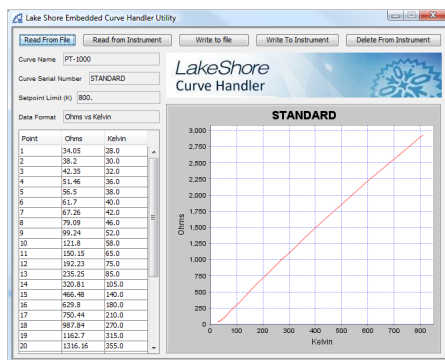 Lake Shore Embedded Curve Handler Utility
Read From File Read from Instrument Write to file Write To Instrument Delete From Instrument
Curve Name PT-1000
Curve Serial Number STANDARD
Setpoint Limit (K) 800.
Data Format Ohms vs Kelvin
LakeShore
Curve Handler
Point Ohms Kelvin
1 34.05 28.0
2 38.2 30.0
3 42.35 32.0
4 51.46 36.0
5 56.5 38.0
6 61.7 40.0
7 67.26 42.0
8 79.09 46.0
9 99.24 52.0
10 121.8 58.0
11 150.15 65.0
12 192.23 75.0
13 235.25 85.0
14 320.81 105.0
15 466.48 140.0
16 629.8 180.0
17 750.44 210.0
18 987.84 270.0
19 1162.7 315.0
20 1316.16 355.0
STANDARD
3,000
2,750
2,500
2,250
2,000
1,750
1,500
1,250
1,000
750
500
250
0
Ohms
0 100 200 300 400 500 600 700 800
Kelvin